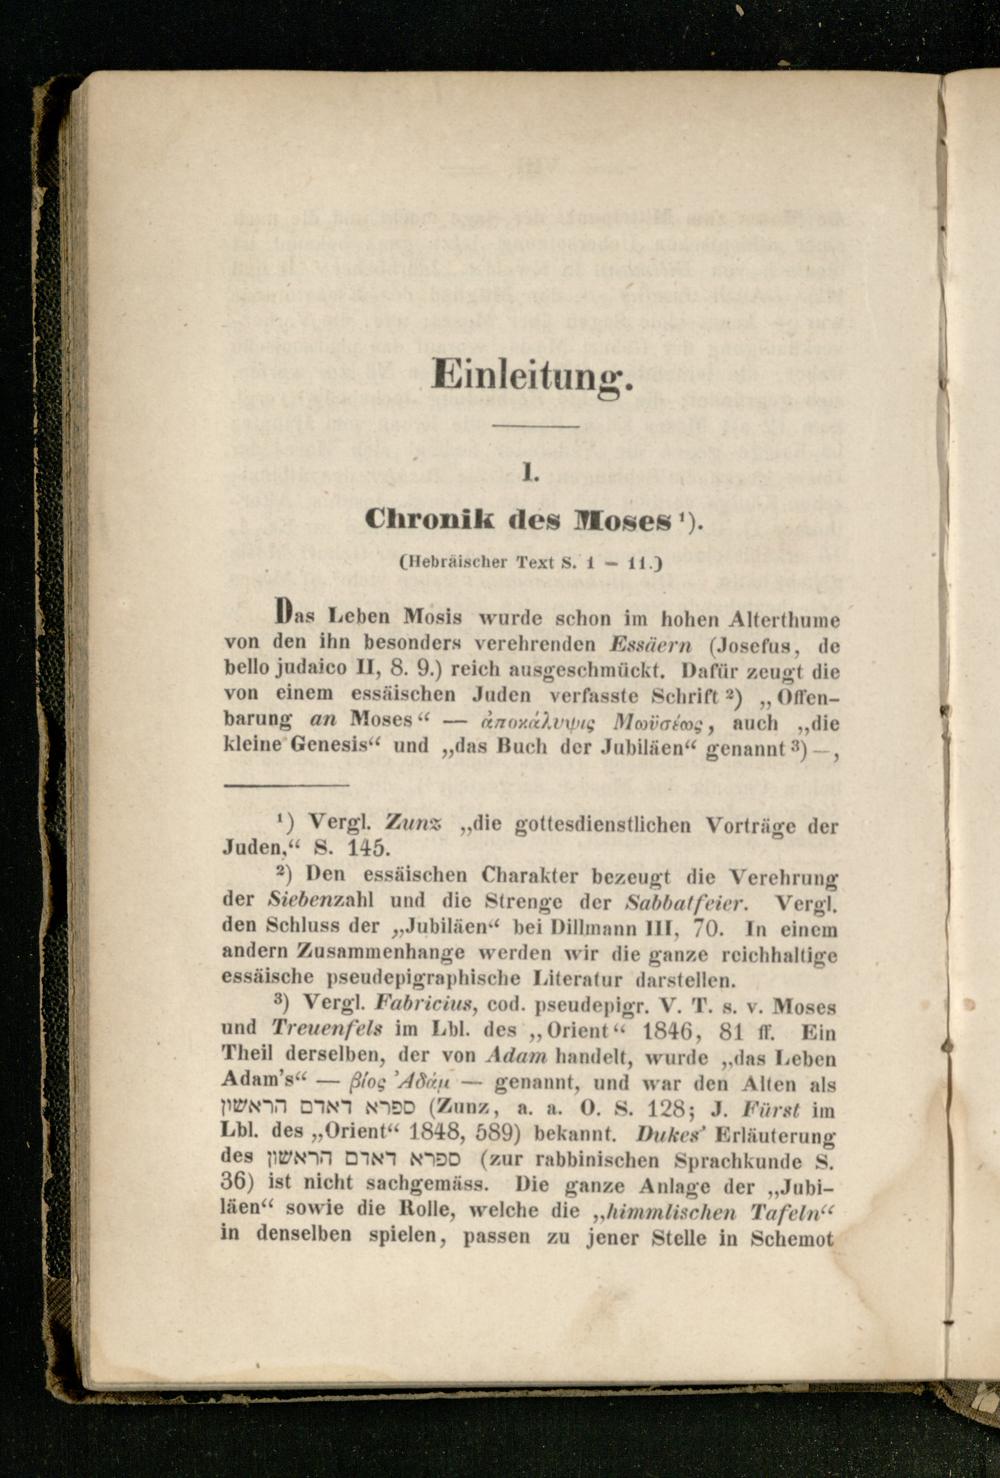 Einleitung.
I.
Chronik des Moses ¹).
(Hebräischer Text S. 1 – 11.)
Das Leben Mosis wurde schon im hohen Alterthume
von den ihn besonders verehrenden Essäern (Josefus, de
bello judaico II, 8. 9.) reich ausgeschmückt. Dafür zeugt die
von einem essäischen Juden verfasste Schrift ²) „Offen-
barung an Moses“ — ἀποκάλυψις Μωϋσέως, auch „die
kleine Genesis“ und „das Buch der Jubiläen“ genannt ³) —,
¹) Vergl. Zunz „die gottesdienstlichen Vorträge der
Juden,“ S. 145.
²) Den essäischen Charakter bezeugt die Verehrung
der Siebenzahl und die Strenge der Sabbatfeier. Vergl.
den Schluss der „Jubiläen“ bei Dillmann III, 70. In einem
andern Zusammenhange werden wir die ganze reichhaltige
essäische pseudepigraphische Literatur darstellen.
³) Vergl. Fabricius, cod. pseudepigr. V. T. s. v. Moses
und Treuenfels im Lbl. des „Orient“ 1846, 81 ff. Ein
Theil derselben, der von Adam handelt, wurde „das Leben
Adam's“ — βίος Ἀδάμ — genannt, und war den Alten als
ספרא דאדם הראשון (Zunz, a. a. O. S. 128; J. Fürst im
Lbl. des „Orient“ 1848, 589) bekannt. Dukes' Erläuterung
des ספרא דאדם הראשון (zur rabbinischen Sprachkunde S.
36) ist nicht sachgemäss. Die ganze Anlage der „Jubi-
läen“ sowie die Rolle, welche die „himmlischen Tafeln“
in denselben spielen, passen zu jener Stelle in Schemot